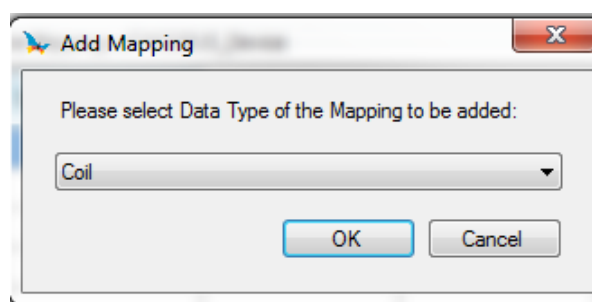 Add Mapping
Please select Data Type of the Mapping to be added:
Coil
OK
Cancel